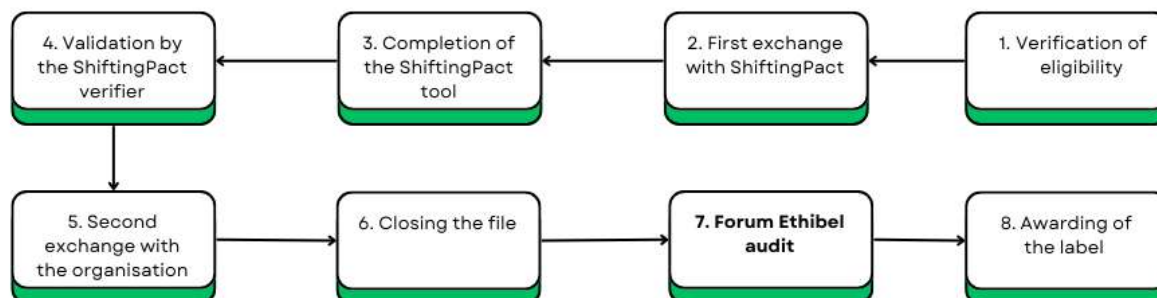 1. Verification of
eligibility
2. First exchange
with ShiftingPact
3. Completion of
the ShiftingPact
tool
4. Validation by
the ShiftingPact
verifier
5. Second
exchange with
the organisation
6. Closing the file
7. Forum Ethibel
audit
8. Awarding of
the label